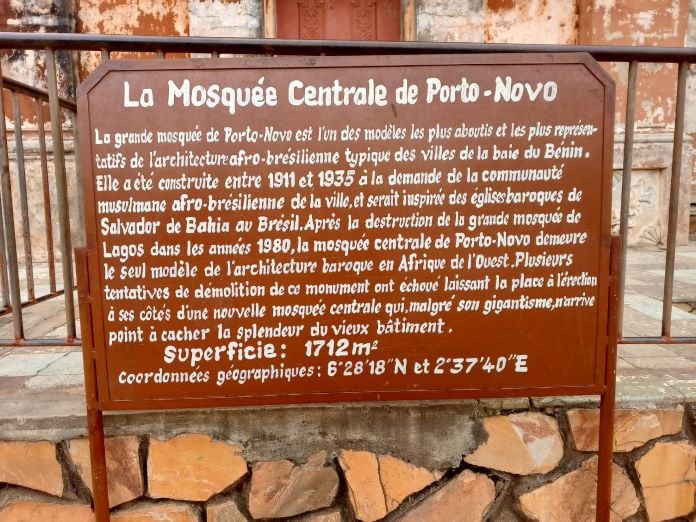 La Mosquée Centrale de Porto-Novo
La grande mosquée de Porto-Novo est l'un des modèles les plus aboutis et les plus représen-
tatifs de l'architecture afro-brésilienne typique des villes de la baie du Bénin.
Elle a été construite entre 1911 et 1935 à la demande de la communauté
musulmane afro-brésilienne de la ville, et serait inspirée des églises baroques de
Salvador de Bahia au Brésil. Après la destruction de la grande mosquée de
Lagos dans les années 1980, la mosquée centrale de Porto-Novo demeure
le seul modèle de l'architecture baroque en Afrique de l'Ouest. Plusieurs
tentatives de démolition de ce monument ont échoué laissant la place à l'érection
à ses côtés d'une nouvelle mosquée centrale qui, malgré son gigantisme, n'arrive
point à cacher la splendeur du vieux bâtiment.
Superficie: 1712 m²
Coordonnées géographiques: 6°28'18"N et 2°37'40"E